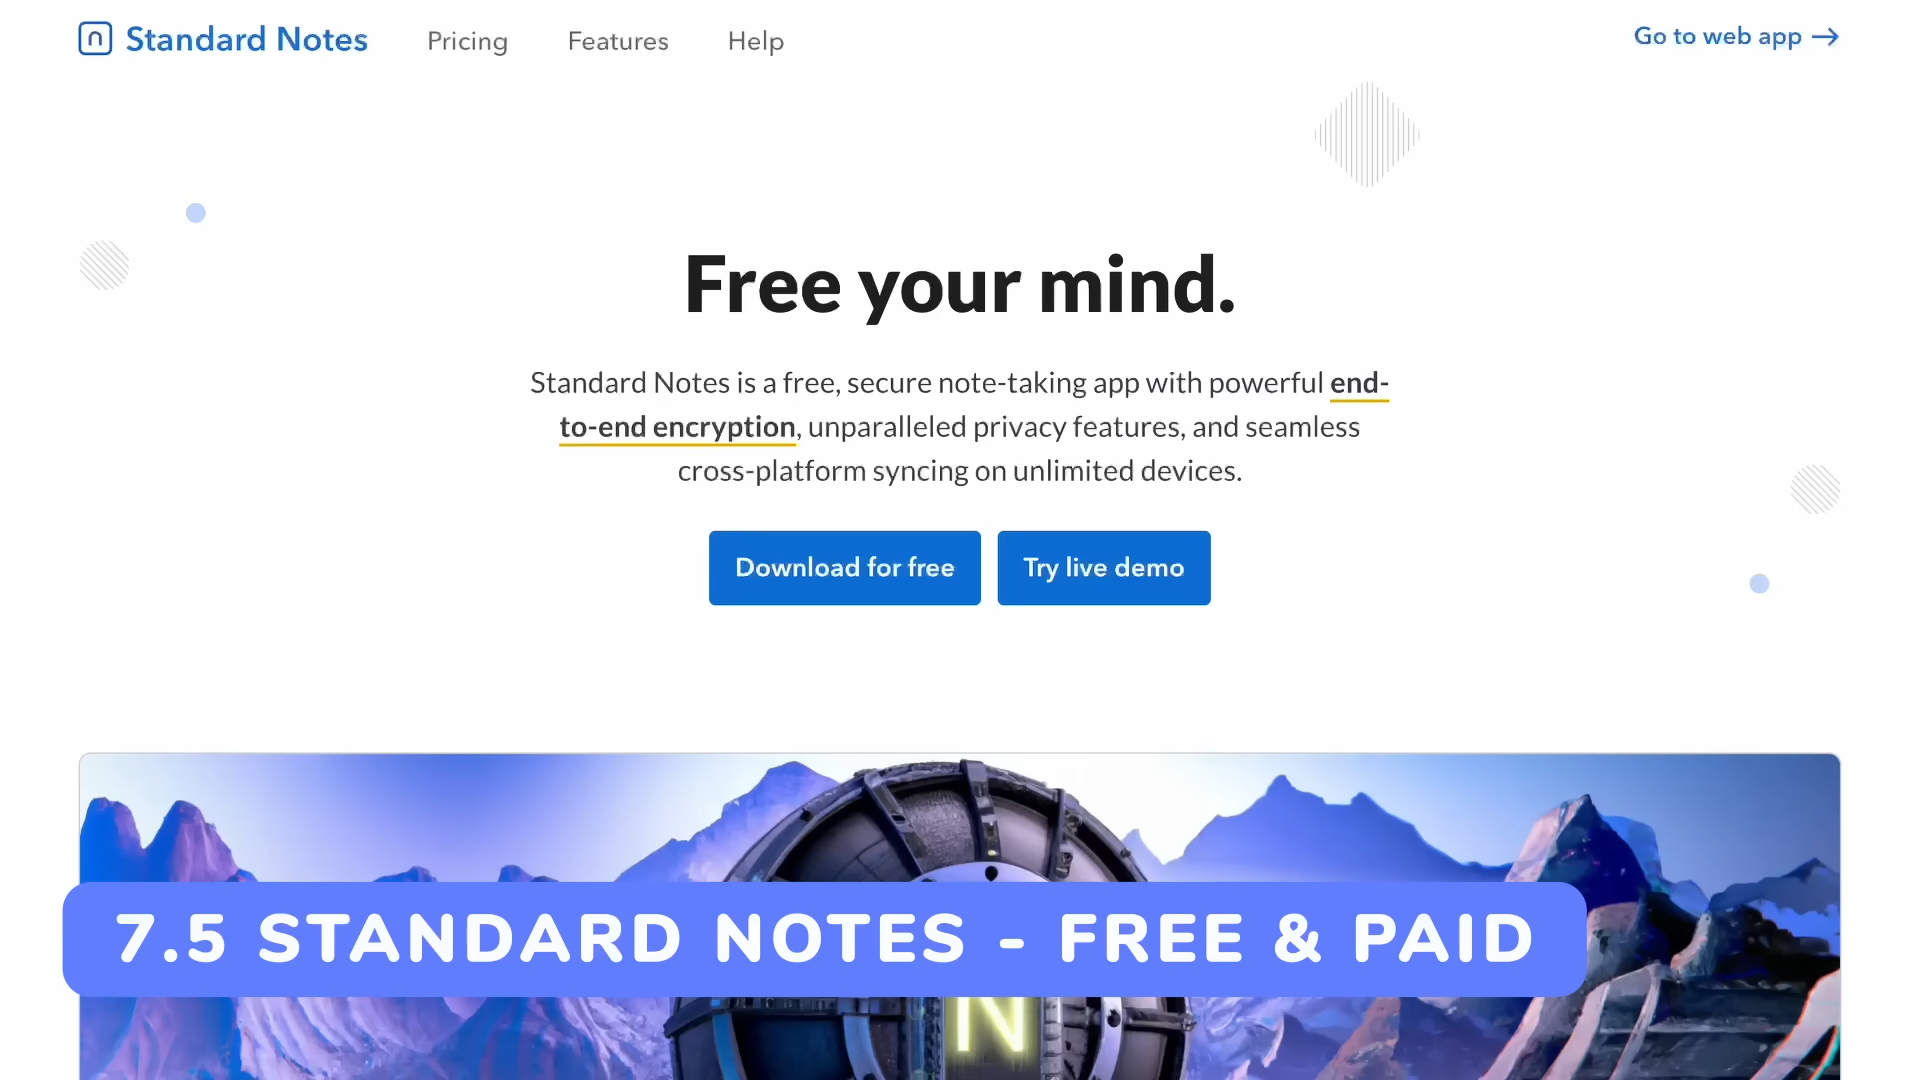 Standard Notes
Pricing
Features
Help
Go to web app →
Free your mind.
Standard Notes is a free, secure note-taking app with powerful end-
to-end encryption, unparalleled privacy features, and seamless
cross-platform syncing on unlimited devices.
Download for free
Try live demo
7.5 STANDARD NOTES - FREE & PAID
N